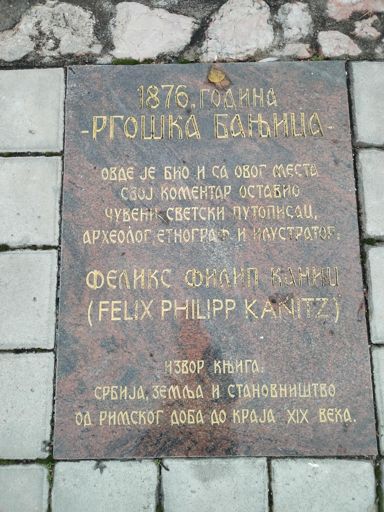 1876. ГОДИНА
-РГОШКА БАЊИЦА-
ОВДЕ ЈЕ БИО И СА ОВОГ МЕСТА
СВОЈ КОМЕНТАР ОСТАВИО
ЧУВЕНИ СВЕТСКИ ПУТОПИСАЦ,
АРХЕОЛОГ, ЕТНОГРАФ И ИЛУСТРАТОР.
ФЕЛИКС ФИЛИП КАНИЦ
(FELIX PHILIPP KANITZ)
ИЗВОР КЊИГА:
СРБИЈА, ЗЕМЉА И СТАНОВНИШТВО
ОД РИМСКОГ ДОБА ДО КРАЈА XIX ВЕКА.